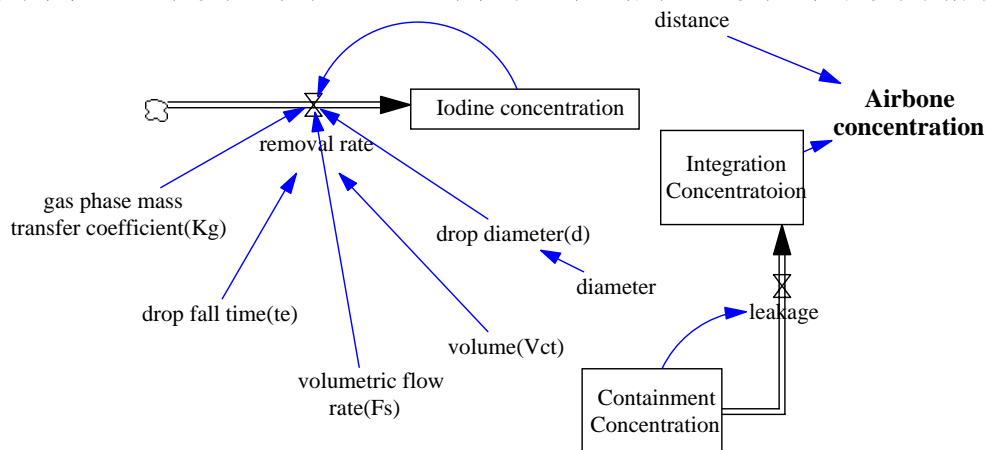 distance
Airbone
concentration
Iodine concentration
removal rate
Integration
Concentratoion
gas phase mass
transfer coefficient(Kg)
drop diameter(d)
diameter
drop fall time(te)
leakage
volume(Vct)
volumetric flow
rate(Fs)
Containment
Concentration